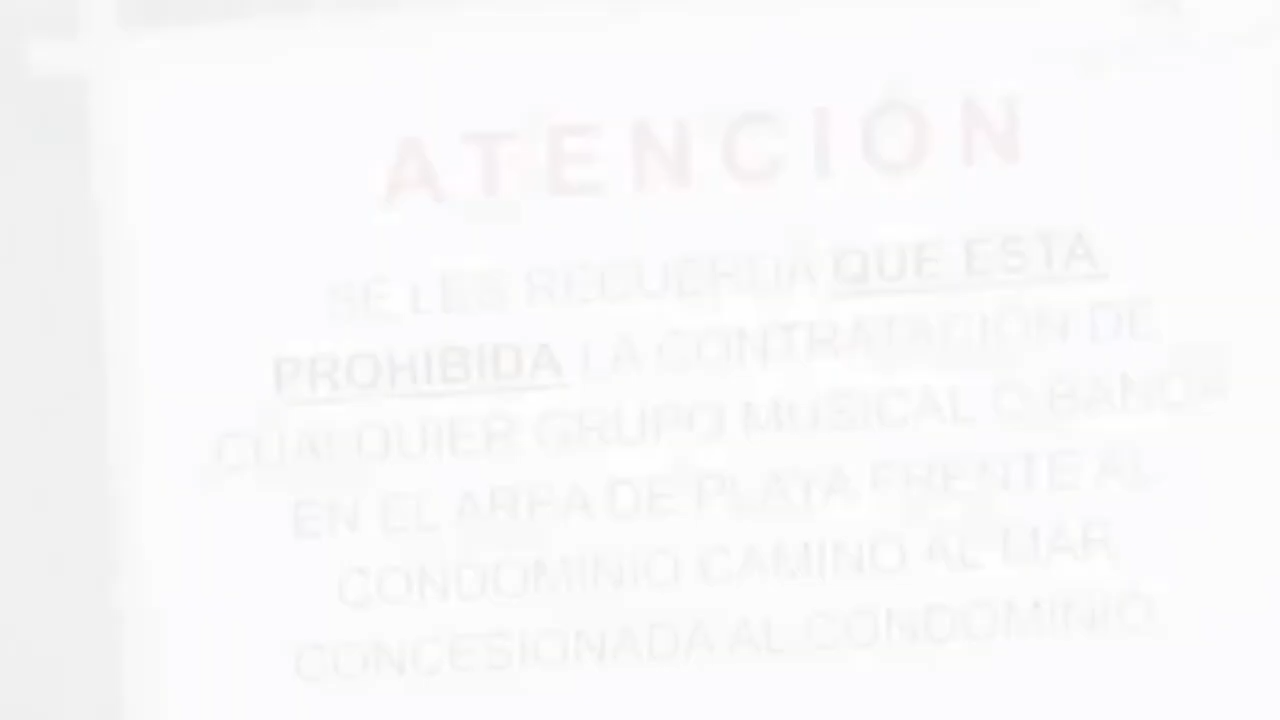 ATENCIÓN
SE LES RECUERDA QUE ESTA
PROHIBIDA LA CONTRATACIÓN DE
CUALQUIER GRUPO MUSICAL O BANDA
EN EL AREA DE PLAYA FRENTE AL
CONDOMINIO CAMINO AL MAR
CONCESIONADA AL CONDOMINIO